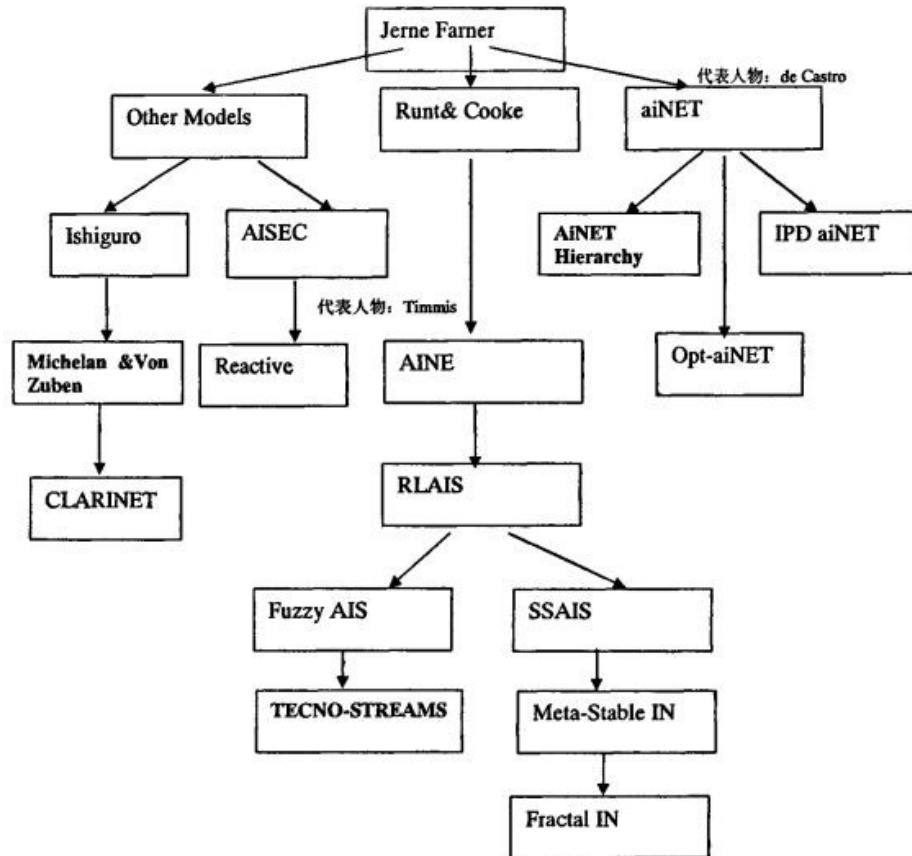 Jerne Farner
代表人物：de Castro
Other Models
Runt& Cooke
aiNET
Ishiguro
AISEC
AiNET
Hierarchy
IPD aiNET
代表人物：Timmis
Michelan &Von
Zuben
Reactive
AINE
Opt-aiNET
CLARINET
RLAIS
Fuzzy AIS
SSAIS
TECNO-STREAMS
Meta-Stable IN
Fractal IN